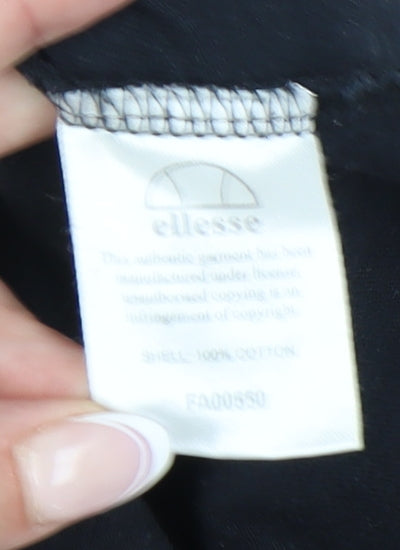 ellesse
This authentic garment has been
manufactured under license,
unauthorised copying is an
infringement of copyright.
SHELL: 100% COTTON
FA00550